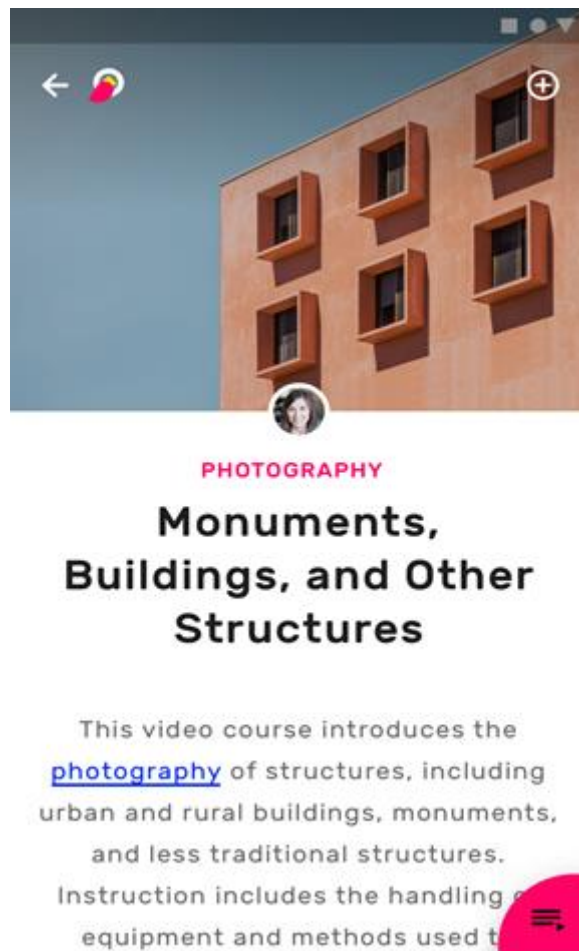 PHOTOGRAPHY
Monuments,
Buildings, and Other
Structures
This video course introduces the
photography of structures, including
urban and rural buildings, monuments,
and less traditional structures.
Instruction includes the handling
equipment and methods used